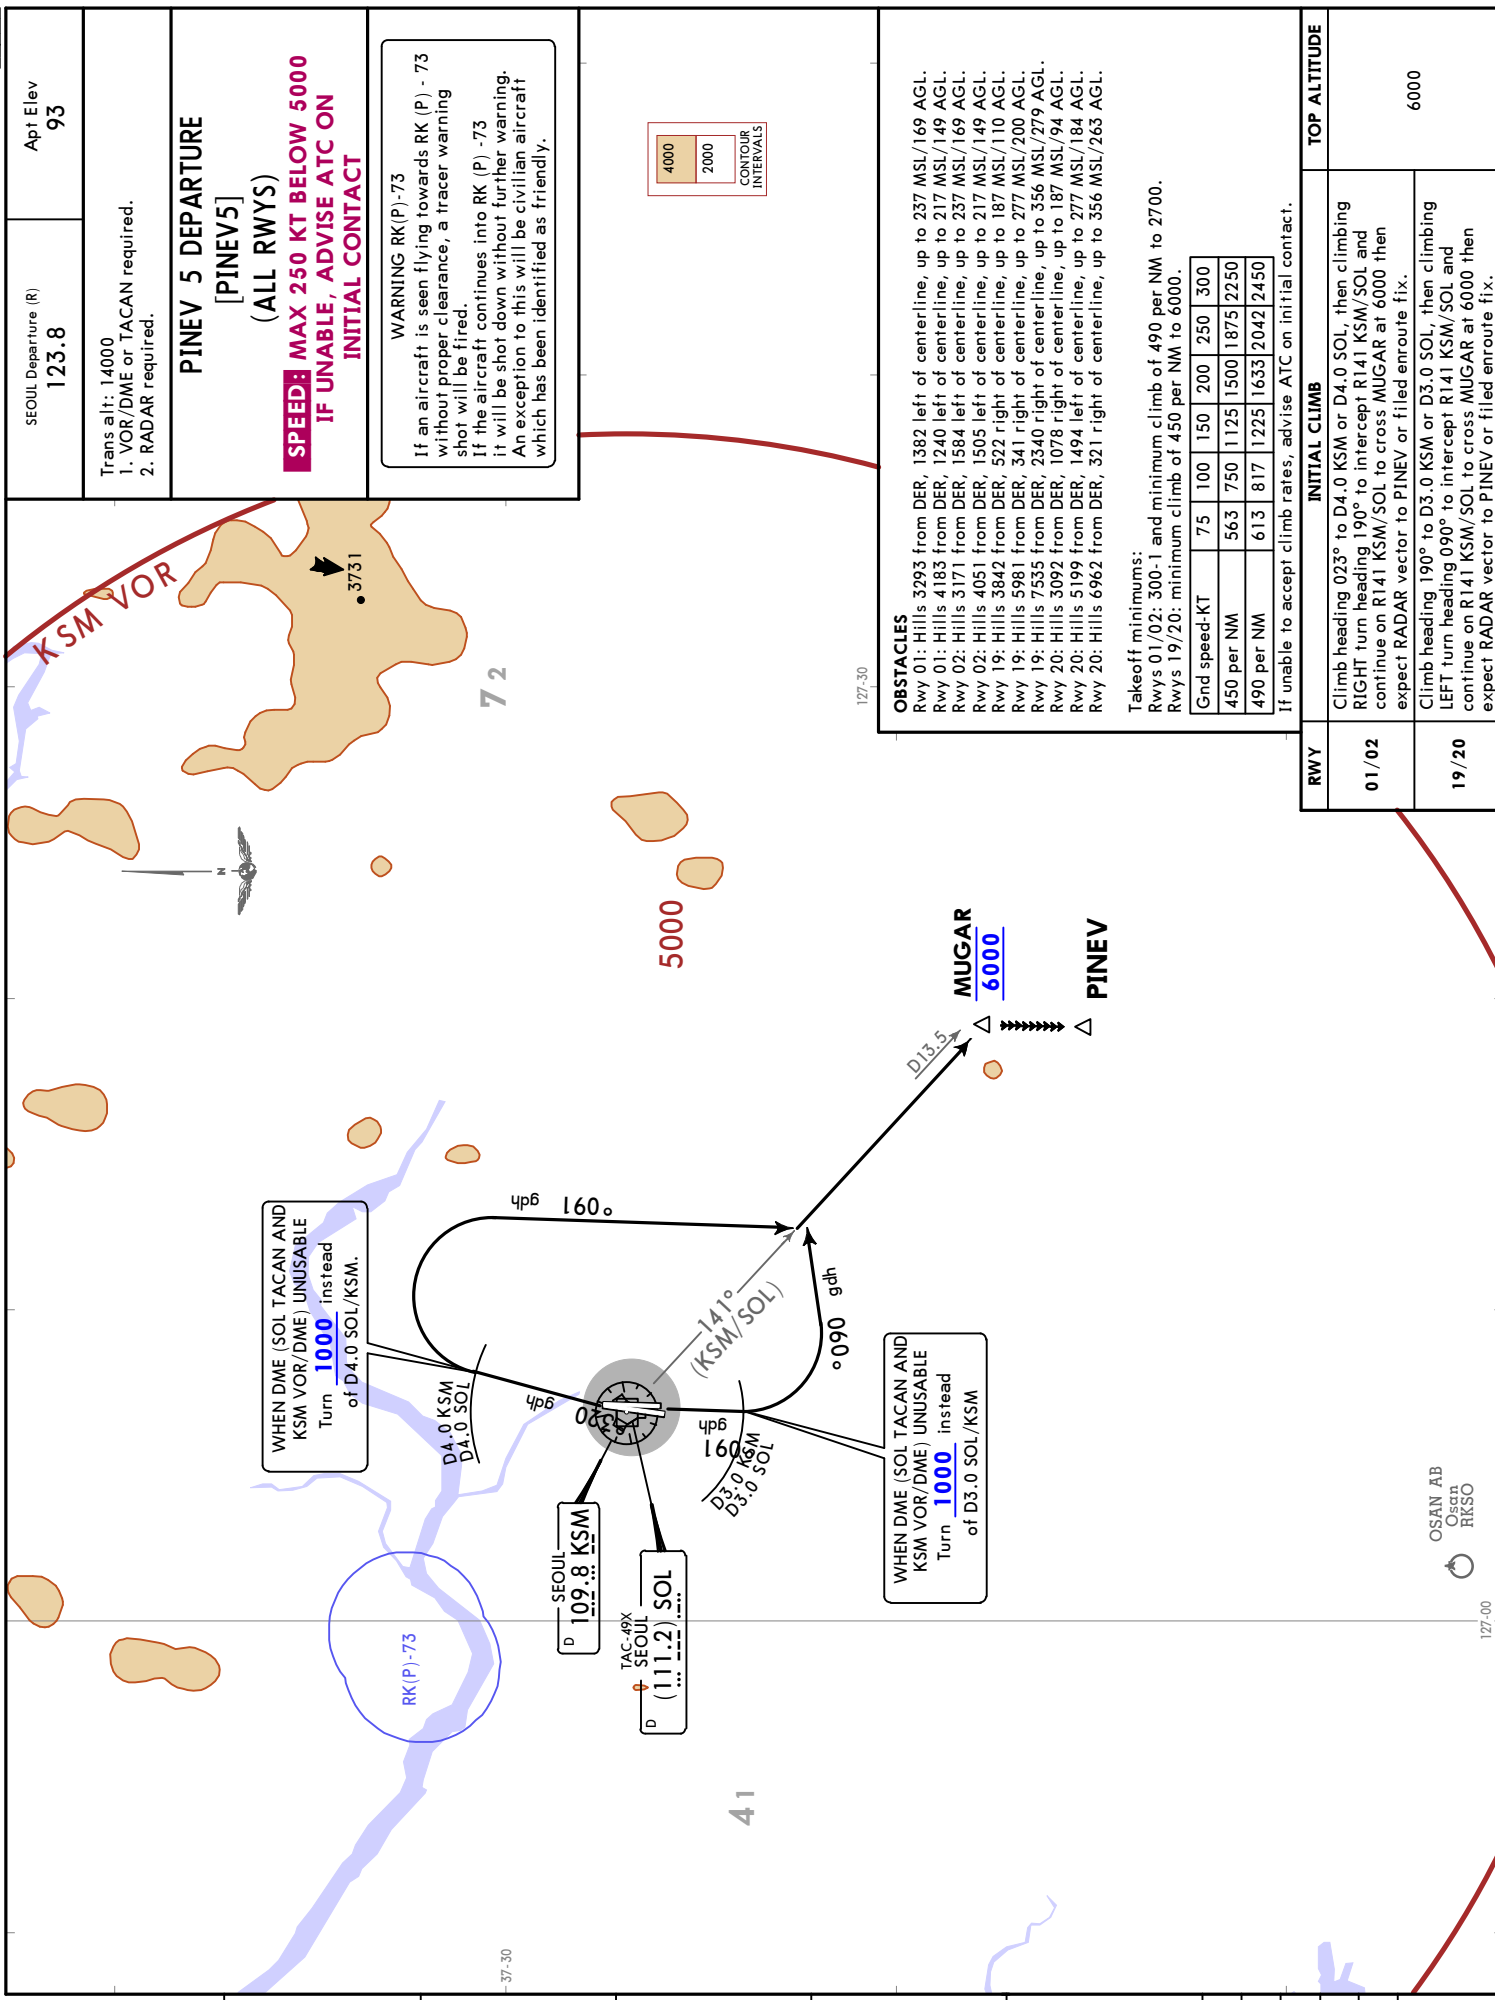 SEOUL Departure (R)
123.8
Apt Elev
93
Trans alt: 14000
1. VOR/DME or TACAN required.
2. RADAR required.
PINEV 5 DEPARTURE
[PINEV5]
(ALL RWYS)
SPEED: MAX 250 KT BELOW 5000
IF UNABLE, ADVISE ATC ON
INITIAL CONTACT
WARNING RK(P)-73
If an aircraft is seen flying towards RK (P) - 73
without proper clearance, a tracer warning
shot will be fired.
If the aircraft continues into RK (P) -73
it will be shot down without further warning.
An exception to this will be civilian aircraft
which has been identified as friendly.
KSM VOR
3731
N
72
4000
2000
CONTOUR
INTERVALS
WHEN DME (SOL TACAN AND
KSM VOR/DME) UNUSABLE
Turn 1000 instead
of D4.0 SOL/KSM.
D4.0 KSM
D4.0 SOL
gdh
gdh 160°
160°
RK(P)-73
SEOUL
D 109.8 KSM
TAC-49X
SEOUL
D (111.2) SOL
141°
(KSM/SOL)
gdh
D3.0 KSM
D3.0 SOL
090° gdh
WHEN DME (SOL TACAN AND
KSM VOR/DME) UNUSABLE
Turn 1000 instead
of D3.0 SOL/KSM
5000
D13.5
MUGAR
6000
PINEV
41
37-30
127-30
127-00
OSAN AB
Osan
RKSO
OBSTACLES
Rwy 01: Hills 3293 from DER, 1382 left of centerline, up to 237 MSL/169 AGL.
Rwy 01: Hills 4183 from DER, 1240 left of centerline, up to 217 MSL/149 AGL.
Rwy 02: Hills 3171 from DER, 1584 left of centerline, up to 237 MSL/169 AGL.
Rwy 02: Hills 4051 from DER, 1505 left of centerline, up to 217 MSL/149 AGL.
Rwy 19: Hills 3842 from DER, 522 right of centerline, up to 187 MSL/110 AGL.
Rwy 19: Hills 5981 from DER, 341 right of centerline, up to 277 MSL/200 AGL.
Rwy 19: Hills 7535 from DER, 2340 right of centerline, up to 356 MSL/279 AGL.
Rwy 20: Hills 3092 from DER, 1078 right of centerline, up to 187 MSL/94 AGL.
Rwy 20: Hills 5199 from DER, 1494 left of centerline, up to 277 MSL/184 AGL.
Rwy 20: Hills 6962 from DER, 321 right of centerline, up to 356 MSL/263 AGL.
Takeoff minimums:
Rwys 01/02: 300-1 and minimum climb of 490 per NM to 2700.
Rwys 19/20: minimum climb of 450 per NM to 6000.
Gnd speed-KT 75 100 150 200 250 300
450 per NM 563 750 1125 1500 1875 2250
490 per NM 613 817 1225 1633 2042 2450
If unable to accept climb rates, advise ATC on initial contact.
RWY INITIAL CLIMB TOP ALTITUDE
01/02
Climb heading 023° to D4.0 KSM or D4.0 SOL, then climbing
RIGHT turn heading 190° to intercept R141 KSM/SOL and
continue on R141 KSM/SOL to cross MUGAR at 6000 then
expect RADAR vector to PINEV or filed enroute fix.
6000
19/20
Climb heading 190° to D3.0 KSM or D3.0 SOL, then climbing
LEFT turn heading 090° to intercept R141 KSM/SOL and
continue on R141 KSM/SOL to cross MUGAR at 6000 then
expect RADAR vector to PINEV or filed enroute fix.